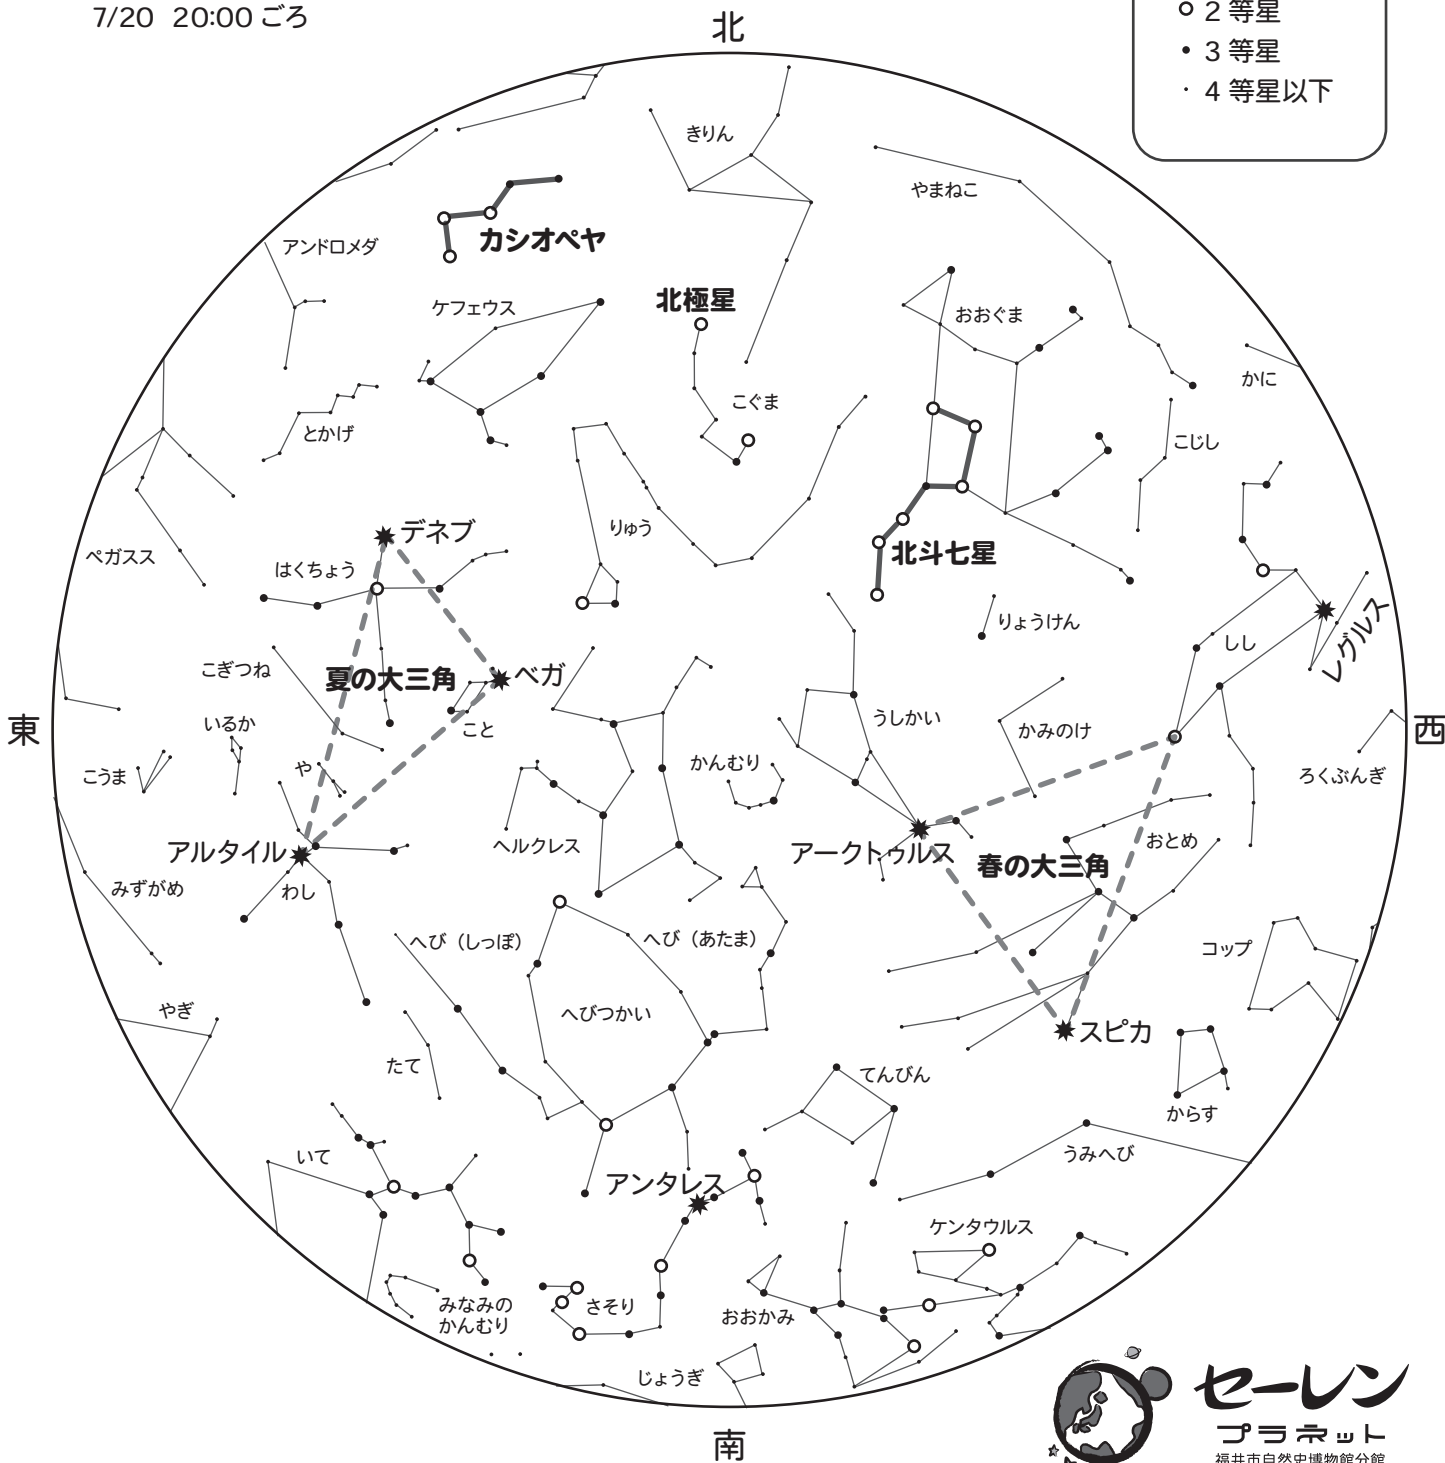 7/20 20:00 ごろ
北
2 等星
3 等星
4 等星以下
きりん
やまねこ
カシオペヤ
アンドロメダ
北極星
ケフェウス
おおぐま
かに
こぐま
とかげ
こじし
りゅう
デネブ
北斗七星
ペガスス
はくちょう
りょうけん
レグルス
しし
こぎつね
夏の大三角
ベガ
うしかい
かみのけ
東
いるか
こと
西
や
かんむり
こうま
ろくぶんぎ
ヘルクレス
おとめ
アルタイル
アークトゥルス
春の大三角
みずがめ
わし
へび（しっぽ）
へび（あたま）
コップ
やぎ
へびつかい
スピカ
たて
てんびん
からす
いて
うみへび
アンタレス
ケンタウルス
みなみの
かんむり
さそり
おおかみ
じょうぎ
セーレン
プラネット
福井市自然史博物館分館
南